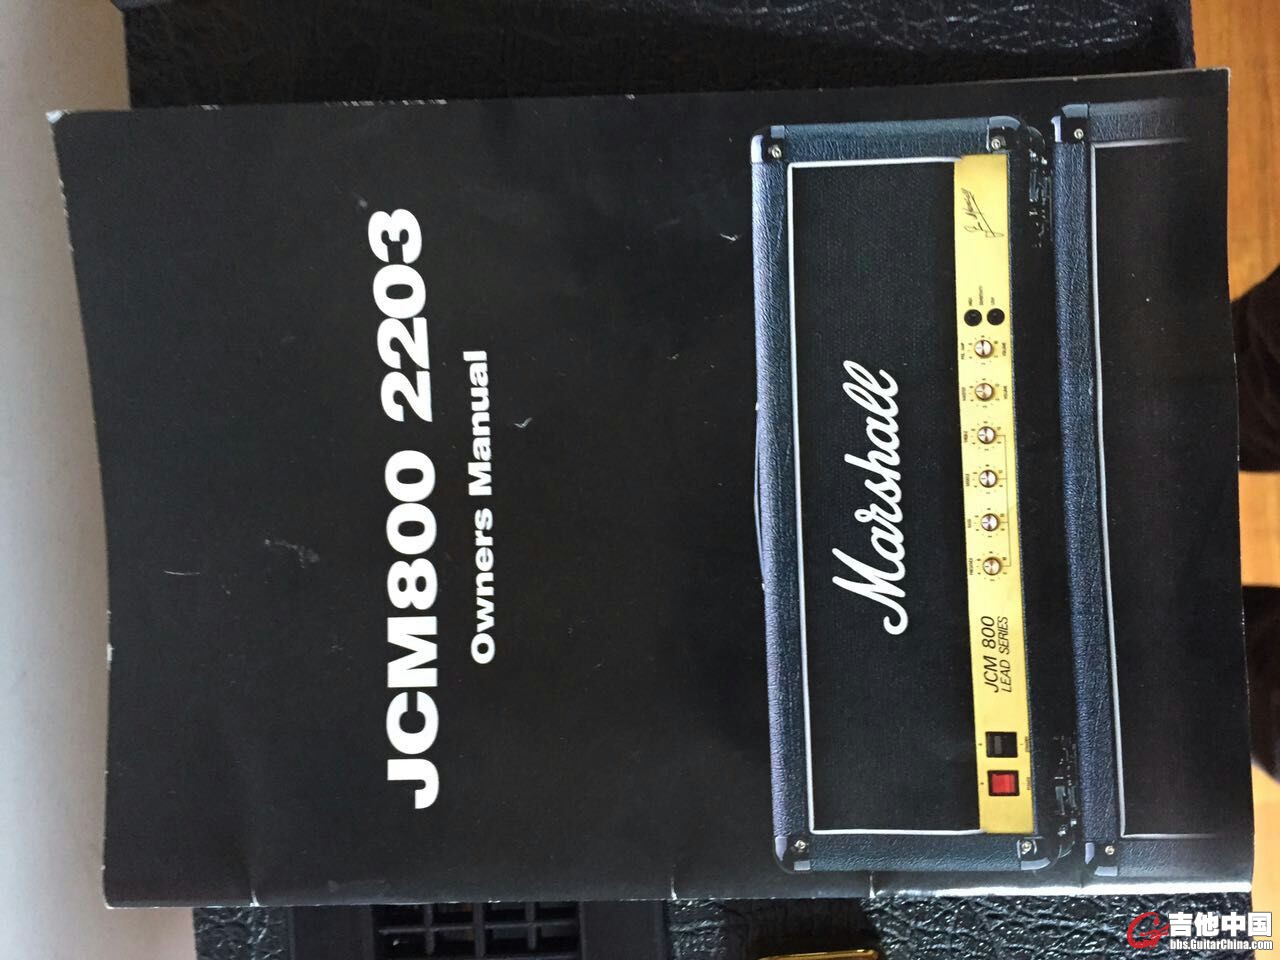 JCM800 2203
Owners Manual
Marshall
JCM 800
LEAD SERIES
吉他中国
bbs.GuitarChina.com